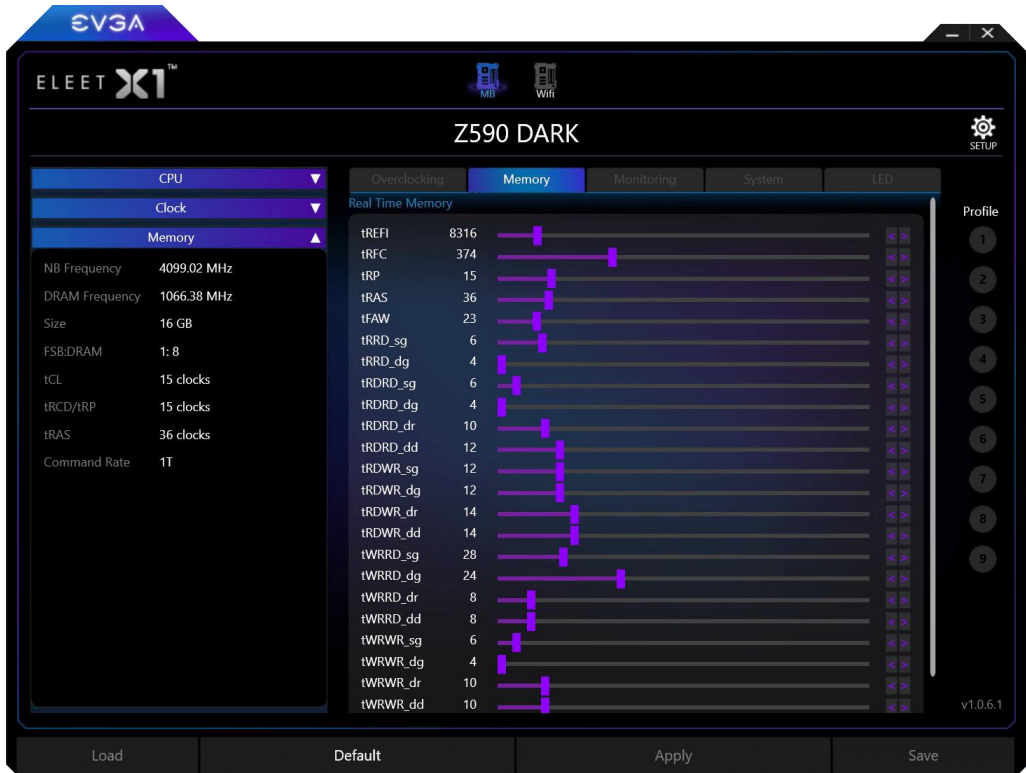 EVGA
ELEET X1™
MB Wifi
Z590 DARK
SETUP
CPU
Clock
Memory
NB Frequency 4099.02 MHz
DRAM Frequency 1066.38 MHz
Size 16 GB
FSB:DRAM 1: 8
tCL 15 clocks
tRCD/tRP 15 clocks
tRAS 36 clocks
Command Rate 1T
Overclocking Memory Monitoring System LED
Real Time Memory
tREFI 8316 < >
tRFC 374 < >
tRP 15 < >
tRAS 36 < >
tFAW 23 < >
tRRD_sg 6 < >
tRRD_dg 4 < >
tRDRD_sg 6 < >
tRDRD_dg 4 < >
tRDRD_dr 10 < >
tRDRD_dd 12 < >
tRDWR_sg 12 < >
tRDWR_dg 12 < >
tRDWR_dr 14 < >
tRDWR_dd 14 < >
tWRRD_sg 28 < >
tWRRD_dg 24 < >
tWRRD_dr 8 < >
tWRRD_dd 8 < >
tWRWR_sg 6 < >
tWRWR_dg 4 < >
tWRWR_dr 10 < >
tWRWR_dd 10 < >
Profile
1
2
3
4
5
6
7
8
9
v1.0.6.1
Load Default Apply Save